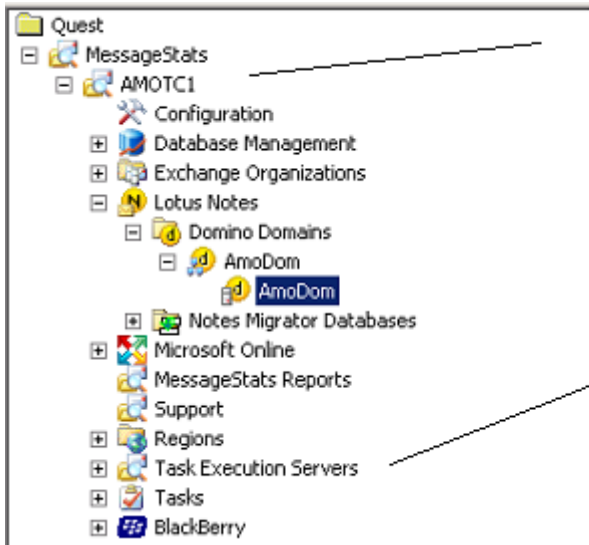 Quest
MessageStats
AMOTC1
Configuration
Database Management
Exchange Organizations
Lotus Notes
Domino Domains
AmoDom
AmoDom
Notes Migrator Databases
Microsoft Online
MessageStats Reports
Support
Regions
Task Execution Servers
Tasks
BlackBerry